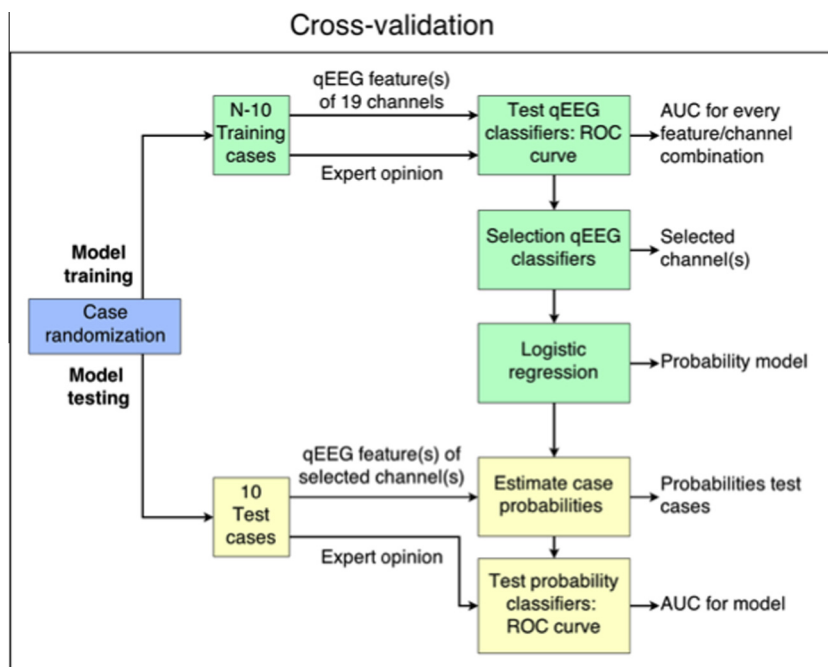 Cross-validation
qEEG feature(s)
of 19 channels
N-10
Training
cases
Expert opinion
Test qEEG
classifiers: ROC
curve
AUC for every
feature/channel
combination
Selection qEEG
classifiers
Selected
channel(s)
Model
training
Case
randomization
Model
testing
Logistic
regression
Probability model
qEEG feature(s) of
selected channel(s)
10
Test
cases
Expert opinion
Estimate case
probabilities
Probabilities test
cases
Test probability
classifiers:
ROC curve
AUC for model